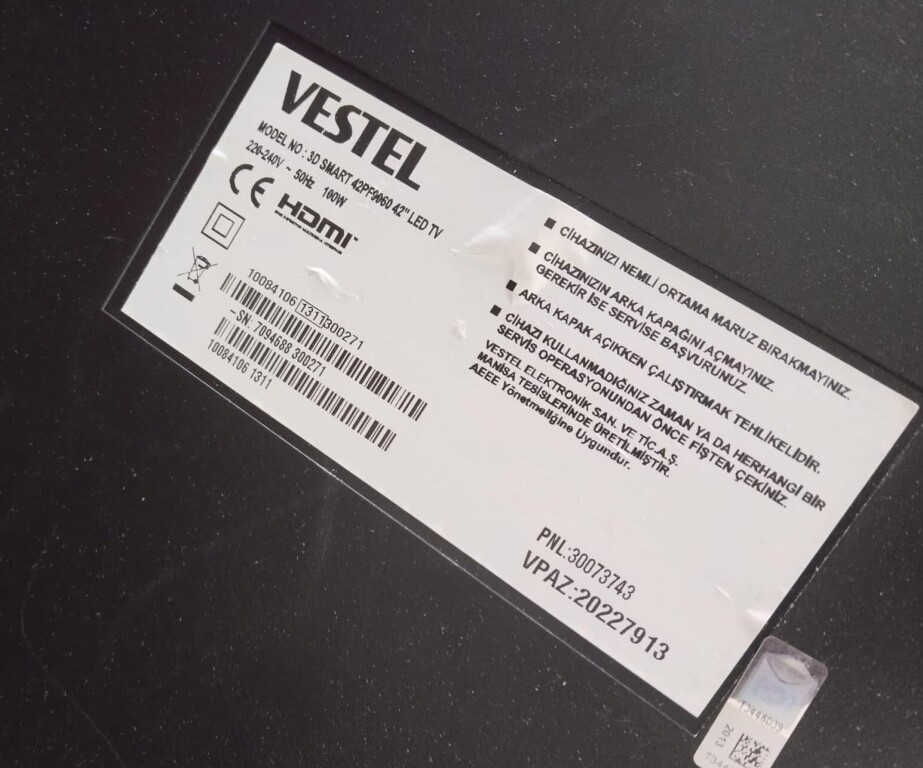 VESTEL
MODEL NO : 3D SMART 42PF9060 42" LED TV
220-240V ~ 50Hz 100W
CE HDMI
10084106 1311 300271
-SN. 7094688 300271
10084106 1311
■ CİHAZINIZI NEMLİ ORTAMA MARUZ BIRAKMAYINIZ.
■ CİHAZINIZIN ARKA KAPAĞINI AÇMAYINIZ
GEREKİR İSE SERVİSE BAŞVURUNUZ.
■ ARKA KAPAK AÇIKKEN ÇALIŞTIRMAK TEHLİKELİDİR.
■ CİHAZI KULLANMADIĞINIZ ZAMAN YA DA HERHANGİ BİR
SERVİS OPERASYONUNDAN ÖNCE FİŞTEN ÇEKİNİZ.
VESTEL ELEKTRONİK SAN. VE TİC.A.Ş.
MANİSA TESİSLERİNDE ÜRETİLMİŞTİR.
AEEE Yönetmeliğine Uygundur.
PNL:30073743
VPAZ:20227913
T3448039
2013